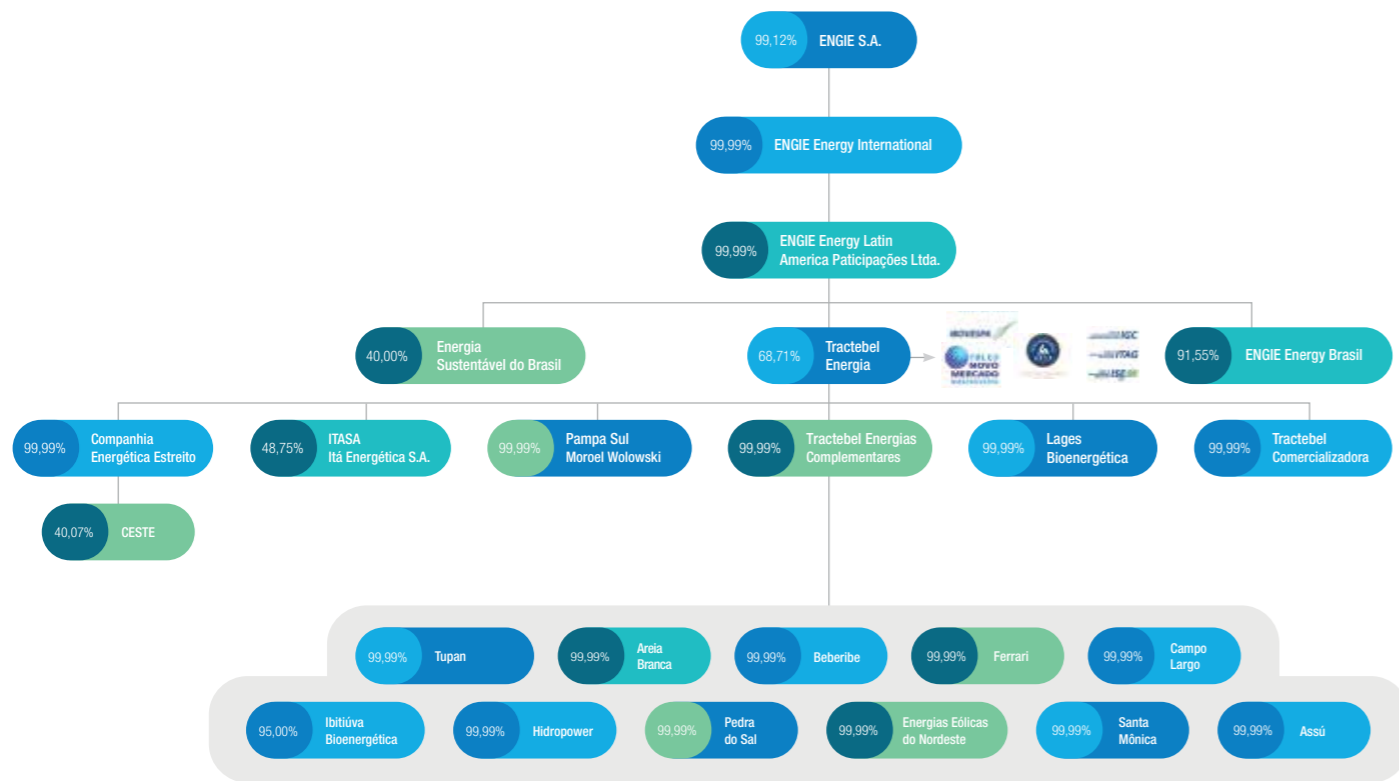 99,12%
ENGIE S.A.
99,99%
ENGIE Energy International
99,99%
ENGIE Energy Latin
America Paticipações Ltda.
40,00%
Energia
Sustentável do Brasil
68,71%
Tractebel
Energia
NOVO
MERCADO
IGC
ITAG
ISE
91,55%
ENGIE Energy Brasil
99,99%
Companhia
Energética Estreito
48,75%
ITASA
Itá Energética S.A.
99,99%
Pampa Sul
Moroel Wolowski
99,99%
Tractebel Energias
Complementares
99,99%
Lages
Bioenergética
99,99%
Tractebel
Comercializadora
40,07%
CESTE
99,99%
Tupan
99,99%
Areia
Branca
99,99%
Beberibe
99,99%
Ferrari
99,99%
Campo
Largo
95,00%
Ibitiúva
Bioenergética
99,99%
Hidropower
99,99%
Pedra
do Sal
99,99%
Energias Eólicas
do Nordeste
99,99%
Santa
Mônica
99,99%
Assú